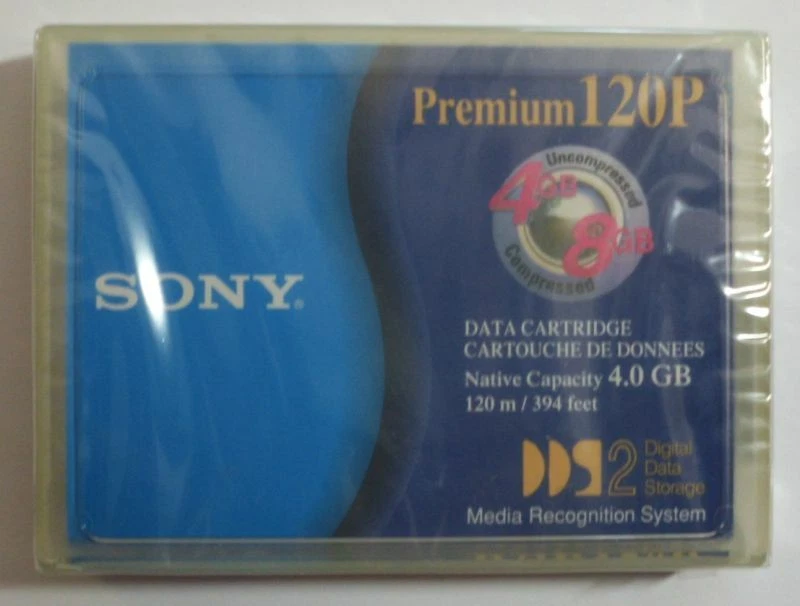 Premium 120P
Uncompressed
4GB
8GB
Compressed
SONY®
DATA CARTRIDGE
CARTOUCHE DE DONNEES
Native Capacity 4.0 GB
120 m / 394 feet
DDS2 Digital
Data
Storage
Media Recognition System